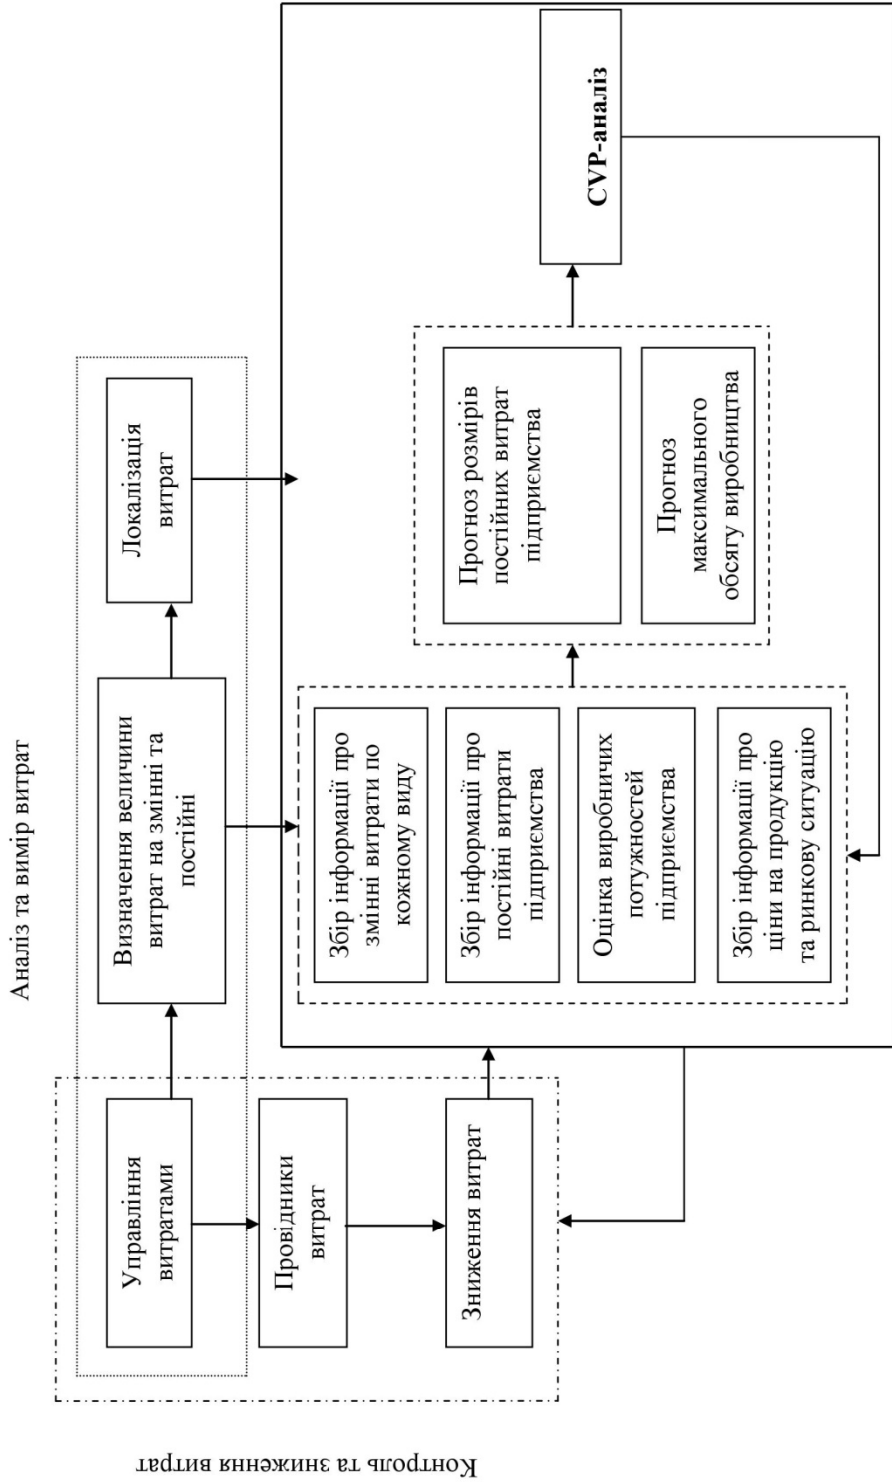 Аналіз та вимір витрат
Контроль та зниження витрат
Управління
витратами
Визначення величини
витрат на змінні та
постійні
Локалізація
витрат
Провідники
витрат
Зниження витрат
Збір інформації про
змінні витрати по
кожному виду
Збір інформації про
постійні витрати
підприємства
Оцінка виробничих
потужностей
підприємства
Збір інформації про
ціни на продукцію
та ринкову ситуацію
Прогноз розмірів
постійних витрат
підприємства
Прогноз
максимального
обсягу виробництва
CVP-аналіз